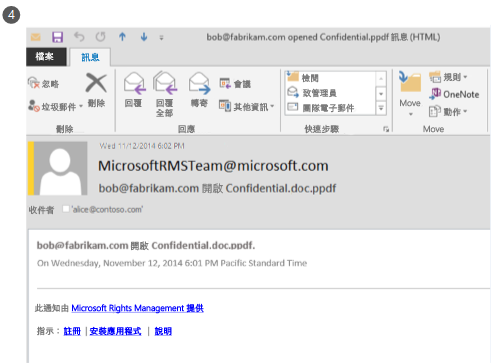 4
bob@fabrikam.com opened Confidential.ppdf 訊息 (HTML)
檔案 訊息
忽略
垃圾郵件
刪除
回覆
回覆全部
轉寄
會議
其他資訊
檢閱
致管理員
團隊電子郵件
Move
規則
OneNote
動作
刪除 回應 快速步驟 Move
Wed 11/12/2014 6:02 PM
MicrosoftRMSTeam@microsoft.com
bob@fabrikam.com 開啟 Confidential.doc.ppdf
收件者 'alice@contoso.com'
bob@fabrikam.com 開啟 Confidential.doc.ppdf.
On Wednesday, November 12, 2014 6:01 PM Pacific Standard Time
此通知由 Microsoft Rights Management 提供
指示：註冊 | 安裝應用程式 | 說明